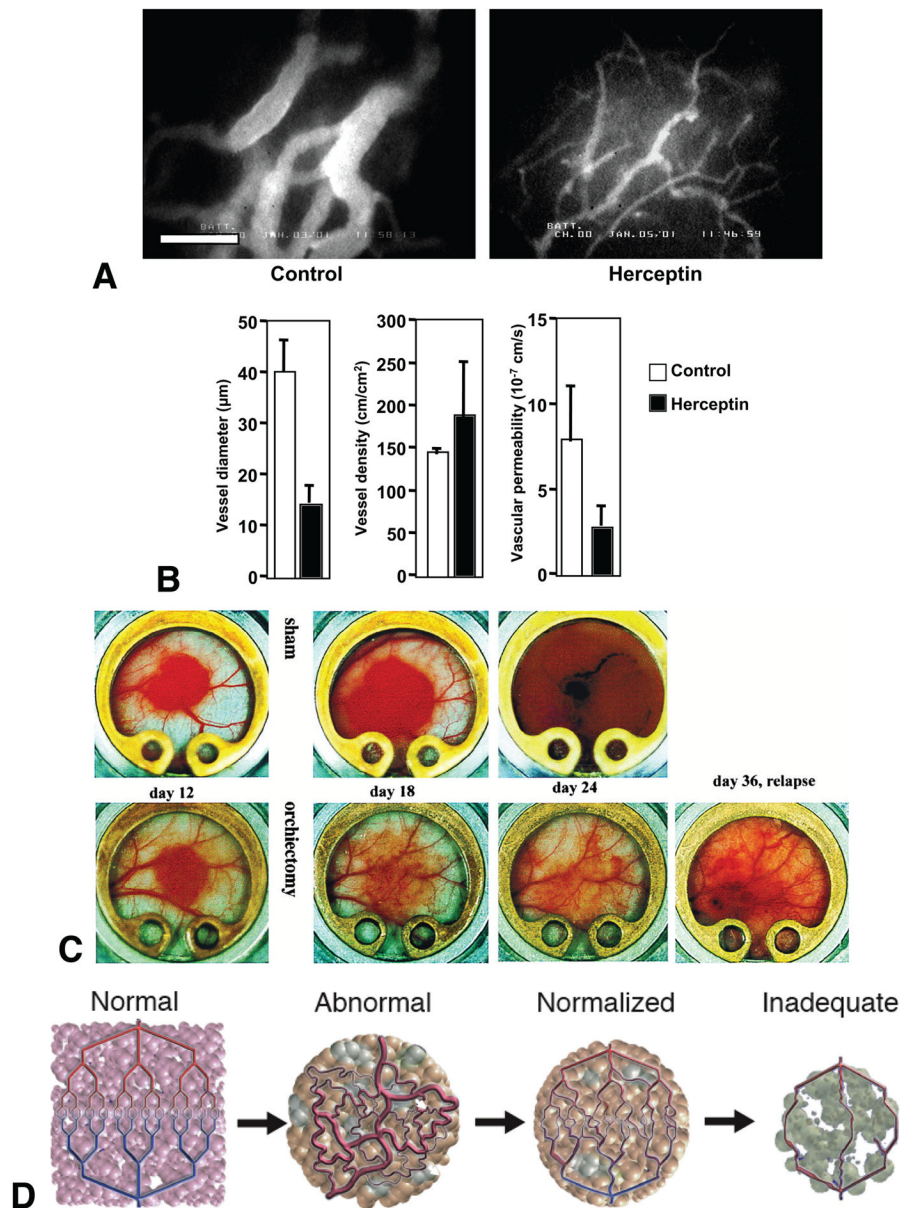 BATT.
JAN.03/01 11:58:13
BATT.
CH.00 JAN.05/01 11:46:59
A
Control
Herceptin
50
40
30
20
10
0
Vessel diameter (µm)
300
250
200
150
100
50
0
Vessel density (cm/cm²)
15
10
5
0
Vascular permeability (10⁻⁷ cm/s)
Control
Herceptin
B
sham
day 12
day 18
day 24
day 36, relapse
orchiectomy
C
Normal
Abnormal
Normalized
Inadequate
D